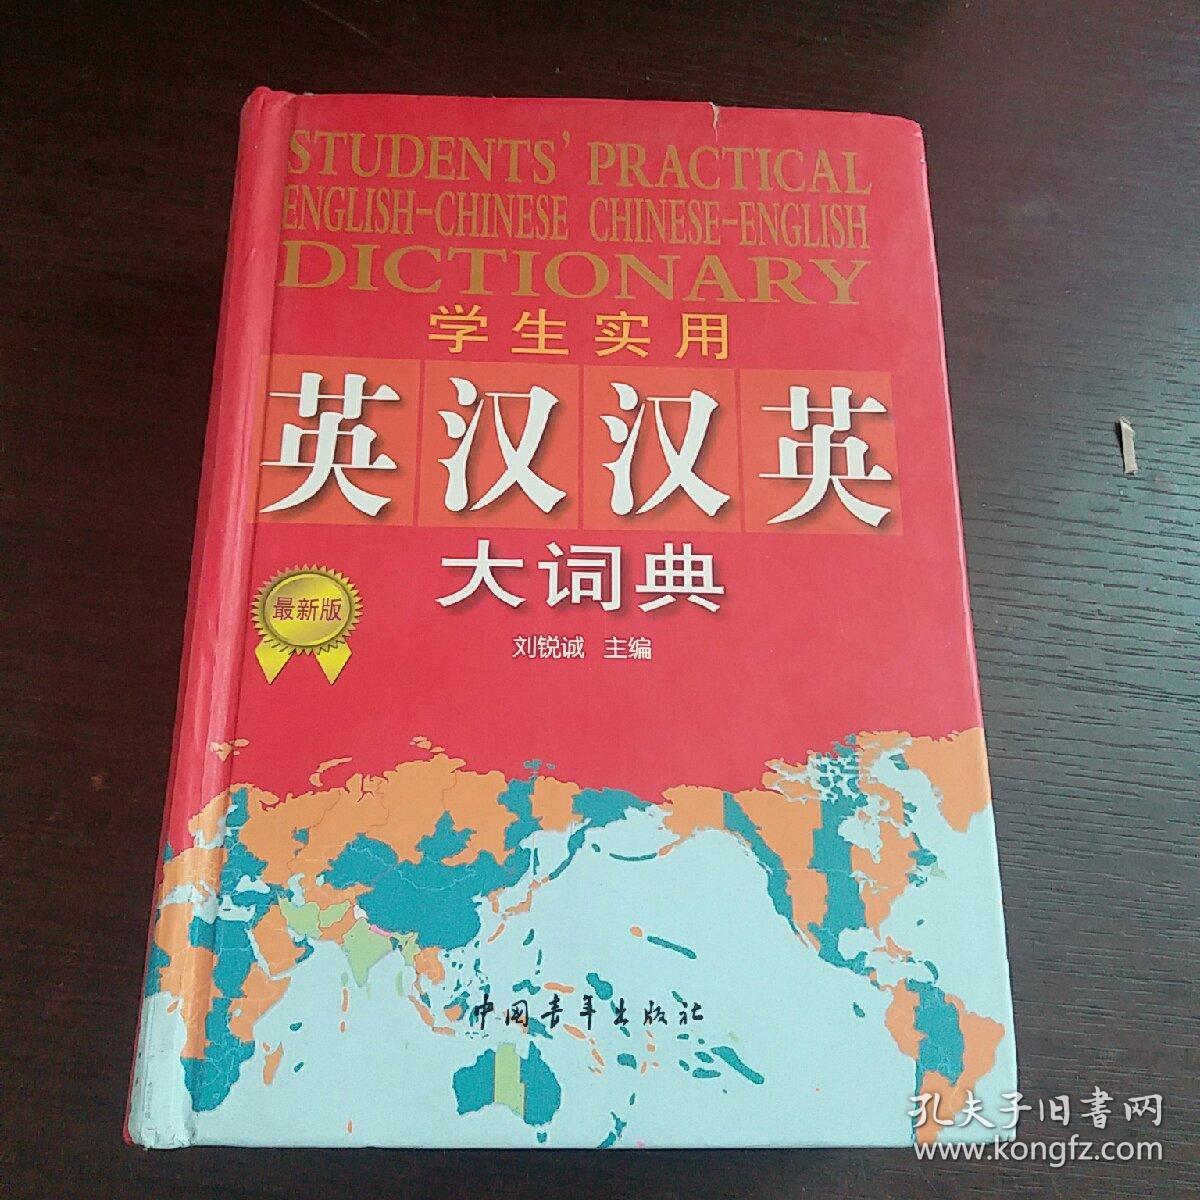 STUDENTS' PRACTICAL
ENGLISH-CHINESE CHINESE-ENGLISH
DICTIONARY
学生实用
英汉汉英
大词典
最新版
刘锐诚 主编
中国青年出版社
孔夫子旧书网
www.kongfz.com